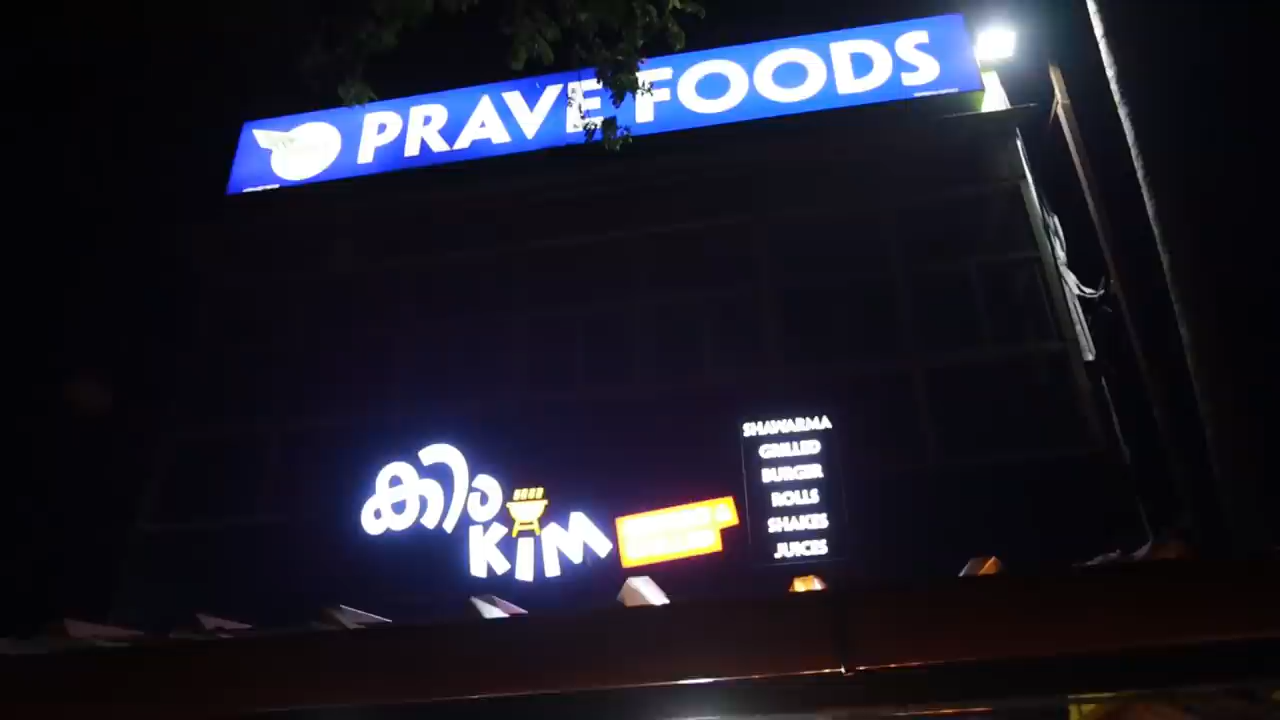 PRAVE FOODS
കിം
KIM
SHAWARMA
GRILLED
BURGER
ROLLS
SHAKES
JUICES